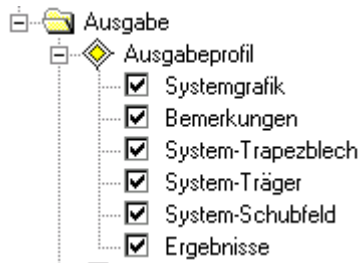 Ausgabe
Ausgabeprofil
Systemgrafik
Bemerkungen
System-Trapezblech
System-Träger
System-Schubfeld
Ergebnisse